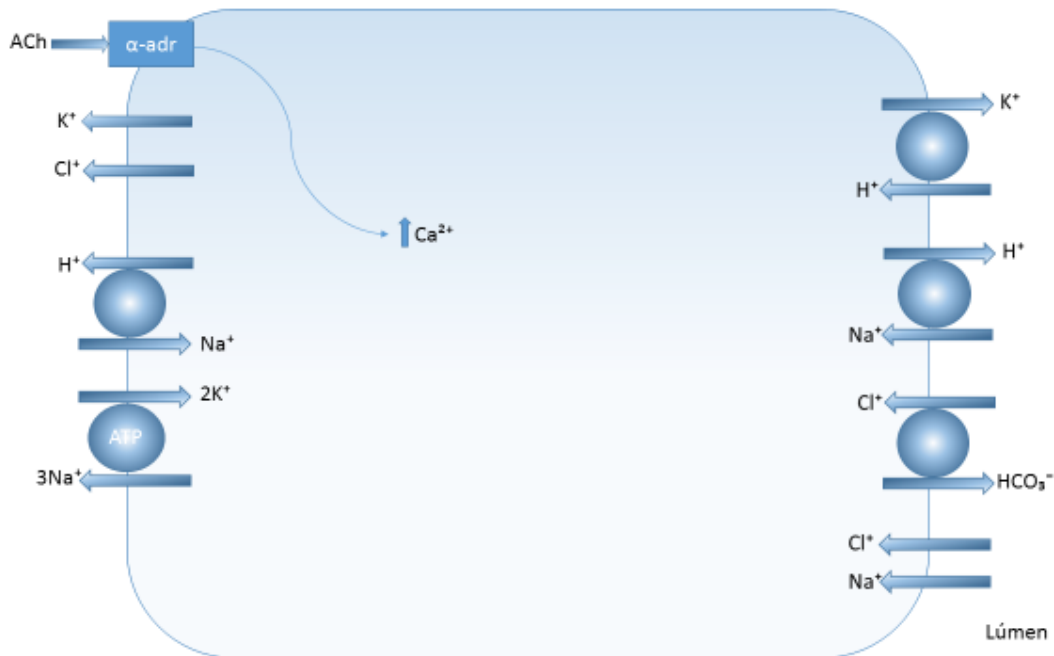 ACh
α-adr
K⁺
Cl⁺
Ca²⁺
H⁺
Na⁺
2K⁺
ATP
3Na⁺
K⁺
H⁺
H⁺
Na⁺
Cl⁺
HCO₃⁻
Cl⁺
Na⁺
Lúmen